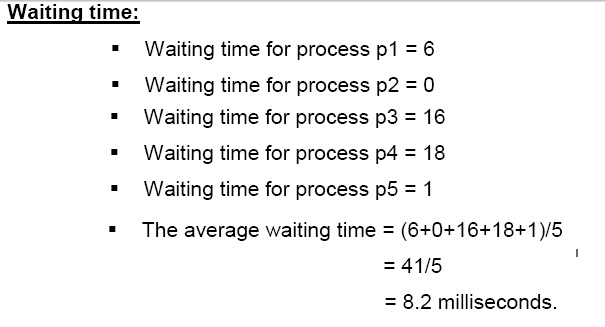 Waiting time:
▪ Waiting time for process p1 = 6
▪ Waiting time for process p2 = 0
▪ Waiting time for process p3 = 16
▪ Waiting time for process p4 = 18
▪ Waiting time for process p5 = 1
▪ The average waiting time = (6+0+16+18+1)/5
= 41/5
= 8.2 milliseconds.